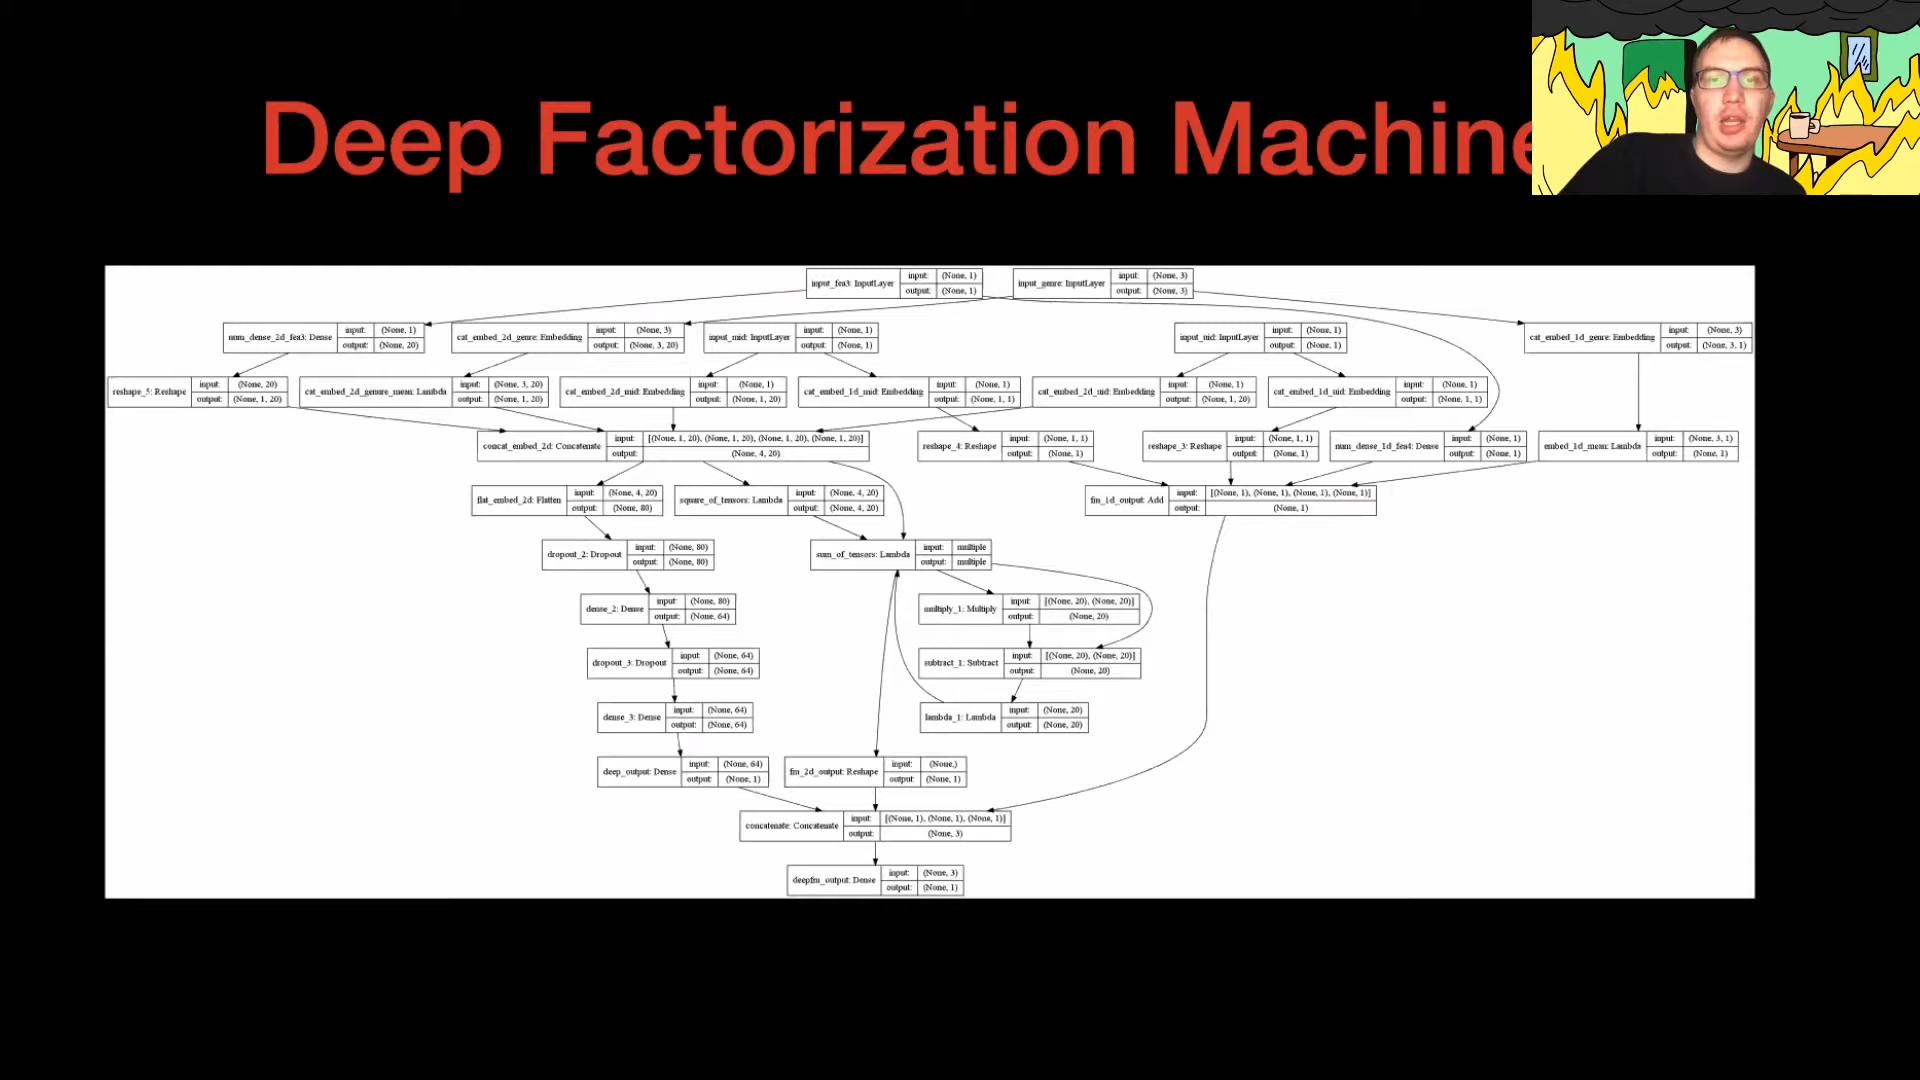 Deep Factorization Machine
input_fea3: InputLayer input: (None, 1) output: (None, 1)
input_genre: InputLayer input: (None, 3) output: (None, 3)
num_dense_2d_fea3: Dense input: (None, 1) output: (None, 20)
cat_embed_2d_genre: Embedding input: (None, 3) output: (None, 3, 20)
input_mid: InputLayer input: (None, 1) output: (None, 1)
input_uid: InputLayer input: (None, 1) output: (None, 1)
cat_embed_1d_genre: Embedding input: (None, 3) output: (None, 3, 1)
reshape_5: Reshape input: (None, 20) output: (None, 1, 20)
cat_embed_2d_genure_mean: Lambda input: (None, 3, 20) output: (None, 1, 20)
cat_embed_2d_mid: Embedding input: (None, 1) output: (None, 1, 20)
cat_embed_1d_mid: Embedding input: (None, 1) output: (None, 1, 1)
cat_embed_2d_uid: Embedding input: (None, 1) output: (None, 1, 20)
cat_embed_1d_uid: Embedding input: (None, 1) output: (None, 1, 1)
concat_embed_2d: Concatenate input: [(None, 1, 20), (None, 1, 20), (None, 1, 20), (None, 1, 20)] output: (None, 4, 20)
reshape_4: Reshape input: (None, 1, 1) output: (None, 1)
reshape_3: Reshape input: (None, 1, 1) output: (None, 1)
num_dense_1d_fea4: Dense input: (None, 1) output: (None, 1)
embed_1d_mean: Lambda input: (None, 3, 1) output: (None, 1)
flat_embed_2d: Flatten input: (None, 4, 20) output: (None, 80)
square_of_tensors: Lambda input: (None, 4, 20) output: (None, 4, 20)
fm_1d_output: Add input: [(None, 1), (None, 1), (None, 1), (None, 1)] output: (None, 1)
dropout_2: Dropout input: (None, 80) output: (None, 80)
sum_of_tensors: Lambda input: multiple output: multiple
dense_2: Dense input: (None, 80) output: (None, 64)
multiply_1: Multiply input: [(None, 20), (None, 20)] output: (None, 20)
dropout_3: Dropout input: (None, 64) output: (None, 64)
subtract_1: Subtract input: [(None, 20), (None, 20)] output: (None, 20)
dense_3: Dense input: (None, 64) output: (None, 64)
lambda_1: Lambda input: (None, 20) output: (None, 20)
deep_output: Dense input: (None, 64) output: (None, 1)
fm_2d_output: Reshape input: (None,) output: (None, 1)
concatenate: Concatenate input: [(None, 1), (None, 1), (None, 1)] output: (None, 3)
deepfm_output: Dense input: (None, 3) output: (None, 1)